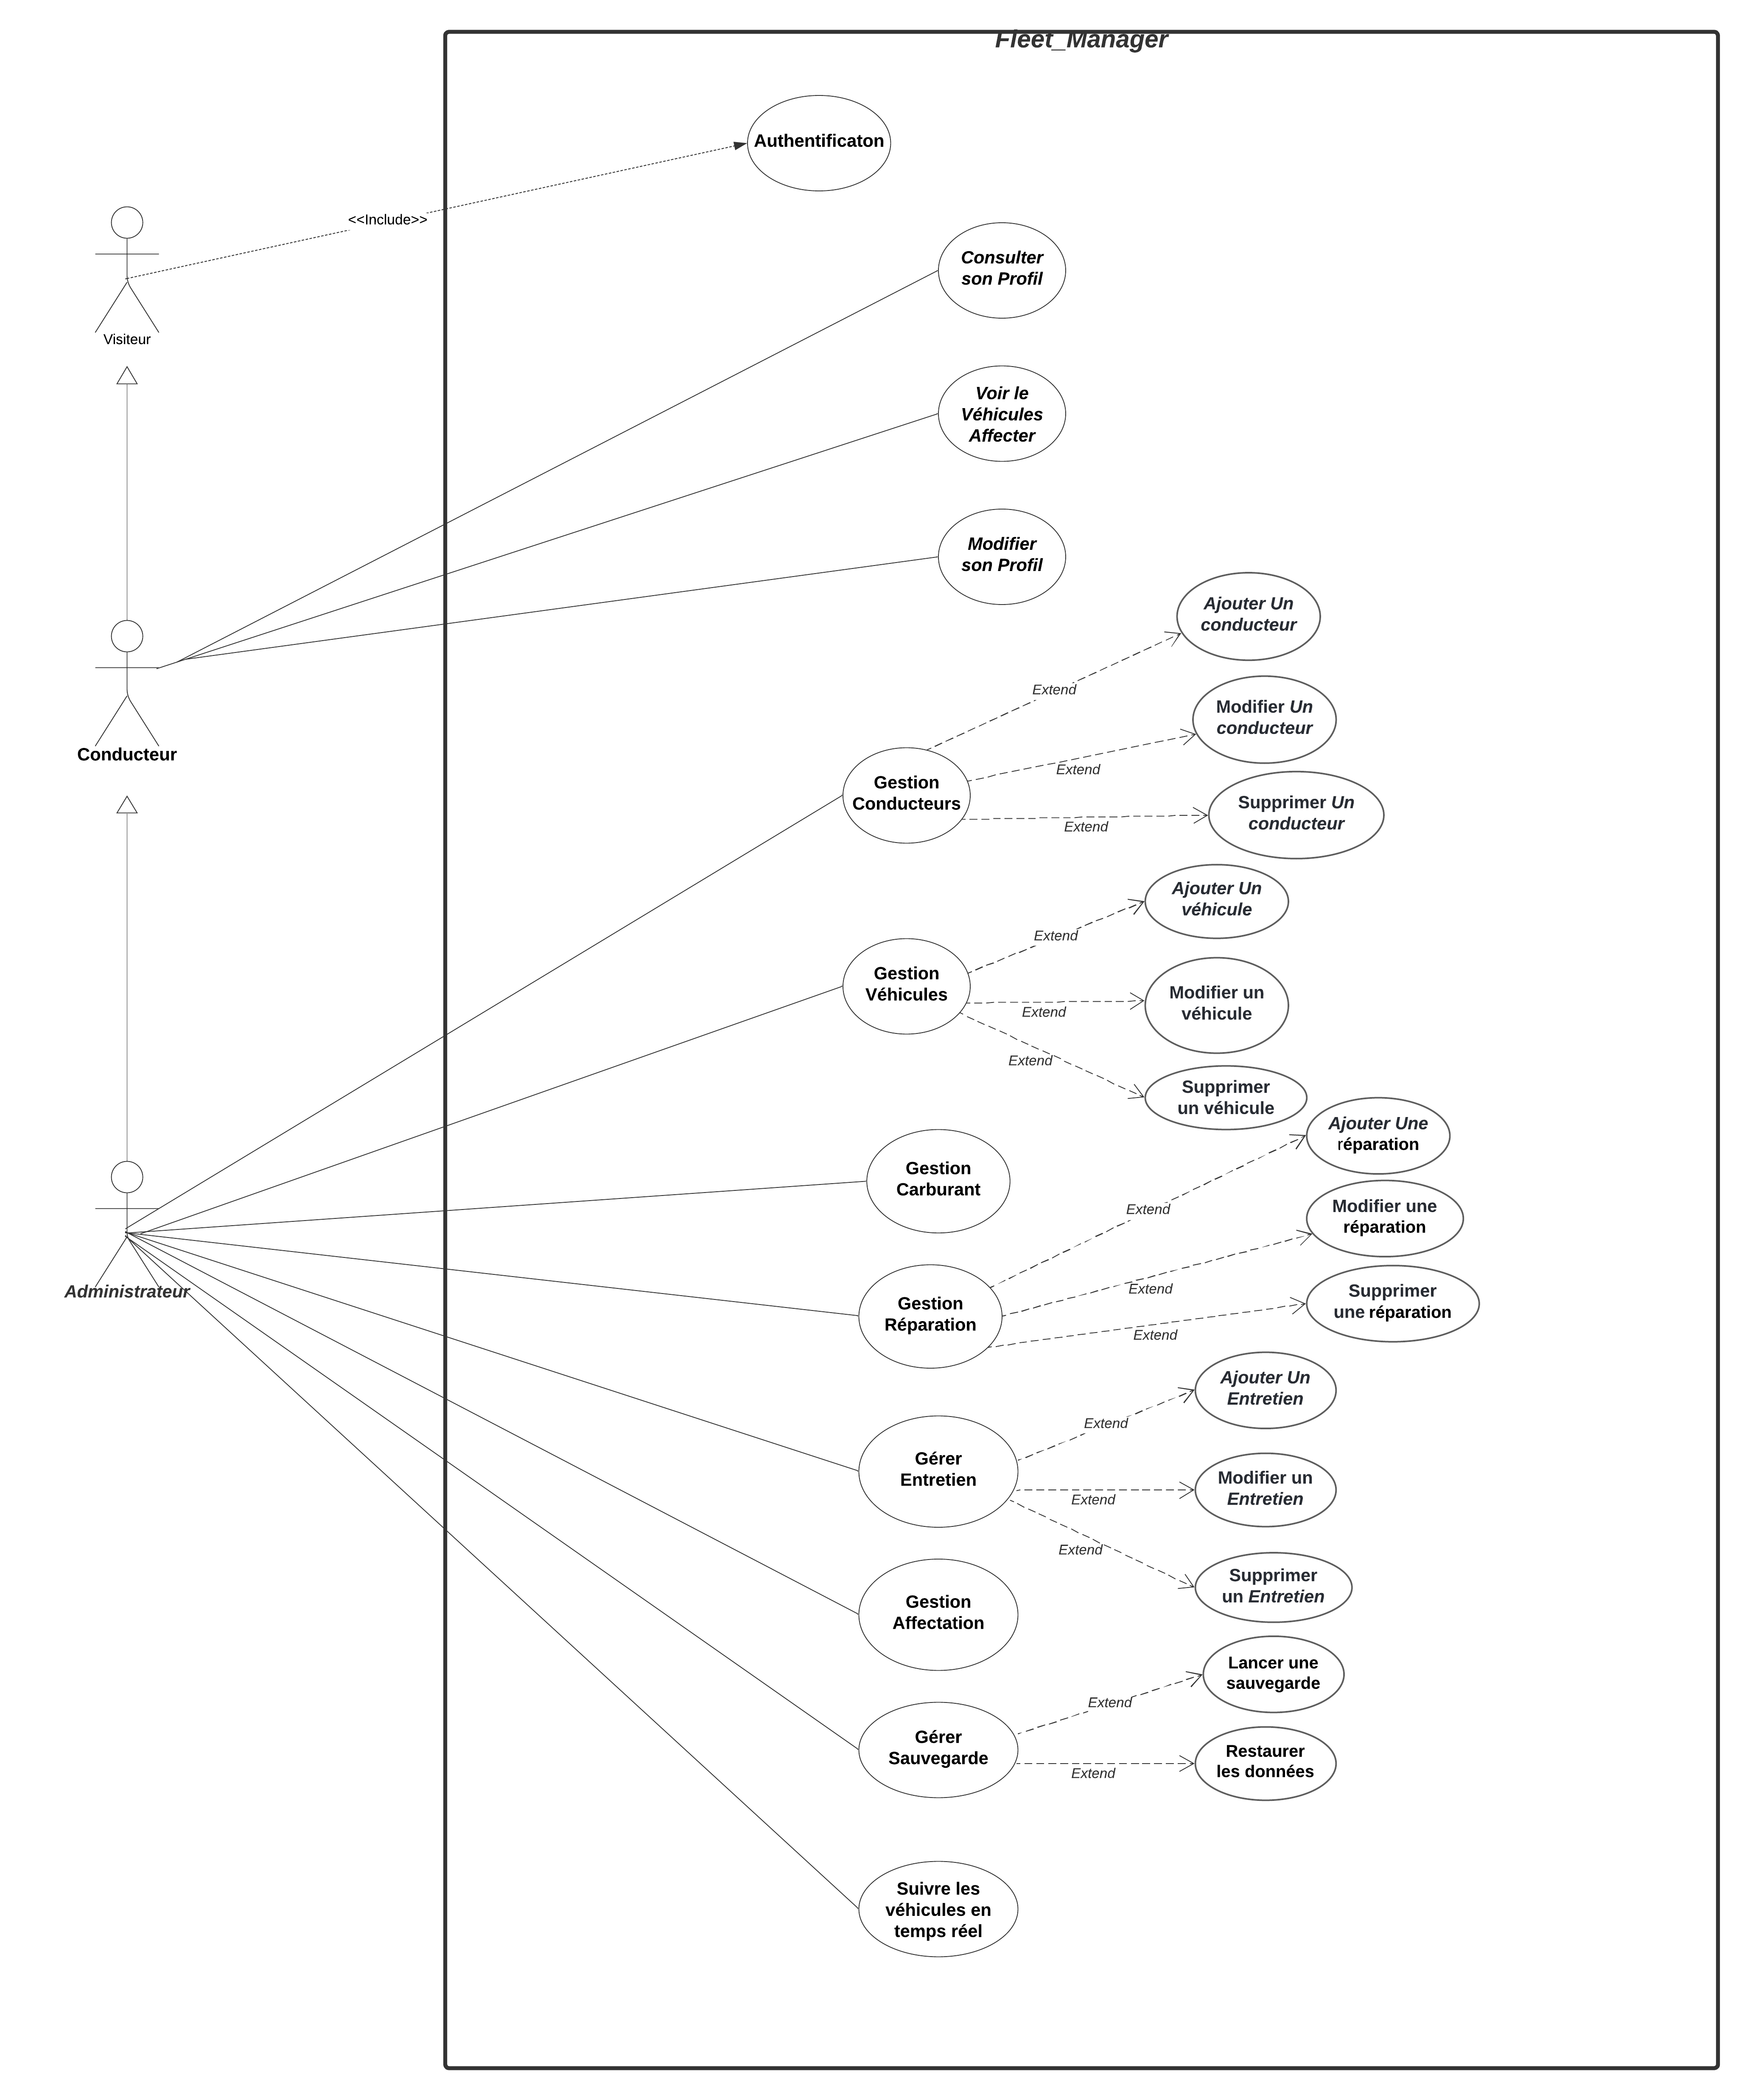 Fleet_Manager
Authentificaton
<<Include>>
Visiteur
Consulter
son Profil
Voir le
Véhicules
Affecter
Modifier
son Profil
Conducteur
Ajouter Un
conducteur
Extend
Modifier Un
conducteur
Extend
Gestion
Conducteurs
Supprimer Un
conducteur
Extend
Ajouter Un
véhicule
Extend
Gestion
Véhicules
Modifier un
véhicule
Extend
Extend
Supprimer
un véhicule
Ajouter Une
réparation
Gestion
Carburant
Extend
Modifier une
réparation
Administrateur
Extend
Gestion
Réparation
Supprimer
une réparation
Extend
Ajouter Un
Entretien
Extend
Gérer
Entretien
Modifier un
Entretien
Extend
Extend
Supprimer
un Entretien
Gestion
Affectation
Lancer une
sauvegarde
Extend
Gérer
Sauvegarde
Restaurer
les données
Extend
Suivre les
véhicules en
temps réel